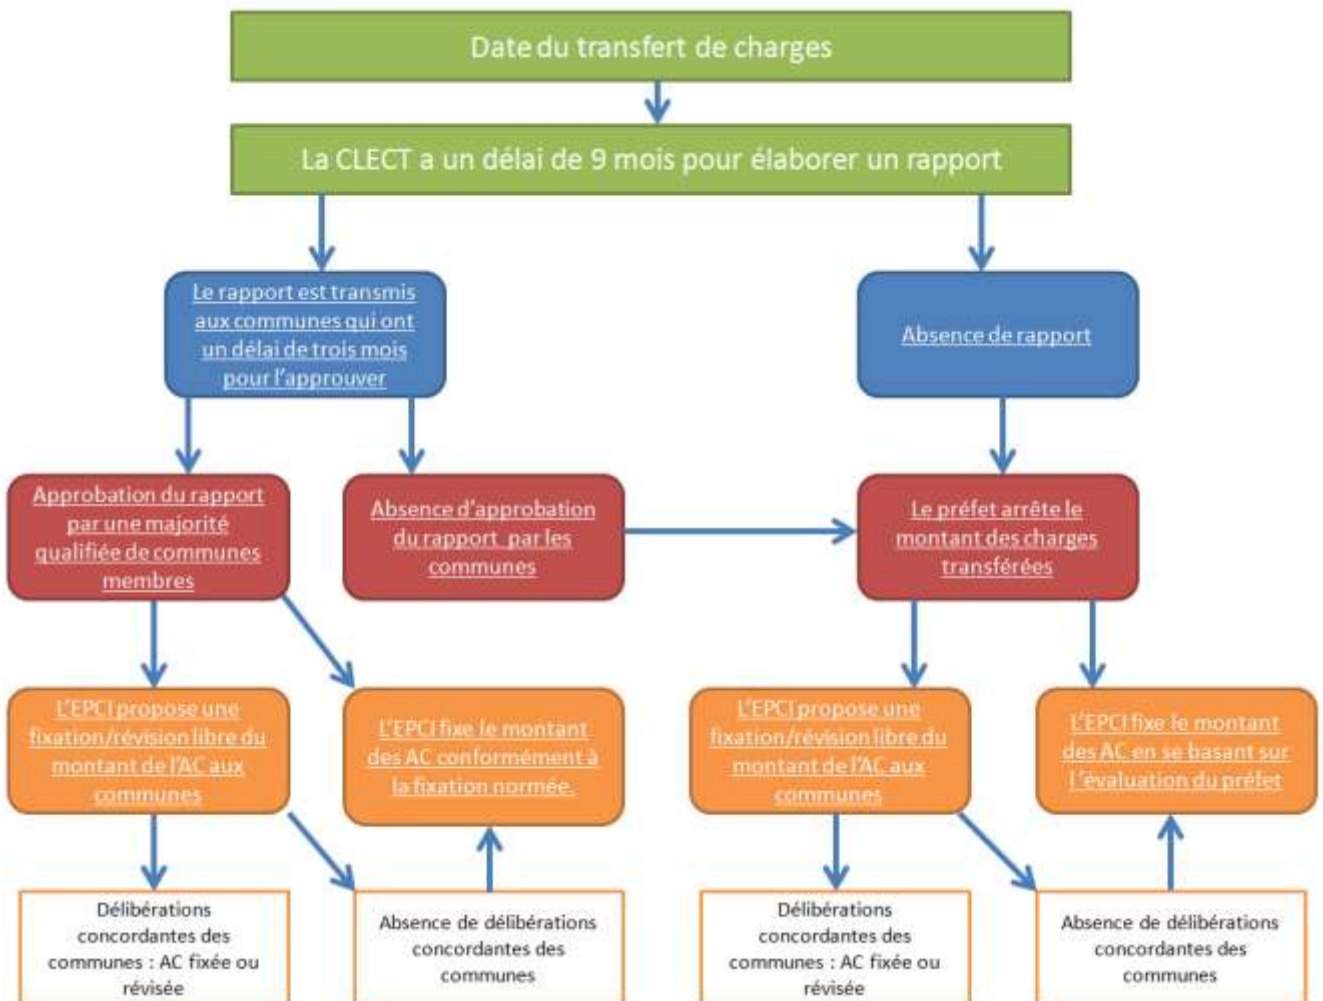 Date du transfert de charges
La CLECT a un délai de 9 mois pour élaborer un rapport
Le rapport est transmis
aux communes qui ont
un délai de trois mois
pour l'approuver
Absence de rapport
Approbation du rapport
par une majorité
qualifiée de communes
membres
Absence d'approbation
du rapport par les
communes
Le préfet arrête le
montant des charges
transférées
L'EPCI propose une
fixation/révision libre du
montant de l'AC aux
communes
L'EPCI fixe le montant
des AC conformément à
la fixation normée.
L'EPCI propose une
fixation/révision libre du
montant de l'AC aux
communes
L'EPCI fixe le montant
des AC en se basant sur
l'évaluation du préfet
Délibérations
concordantes des
communes : AC fixée ou
révisée
Absence de délibérations
concordantes des
communes
Délibérations
concordantes des
communes : AC fixée ou
révisée
Absence de délibérations
concordantes des
communes